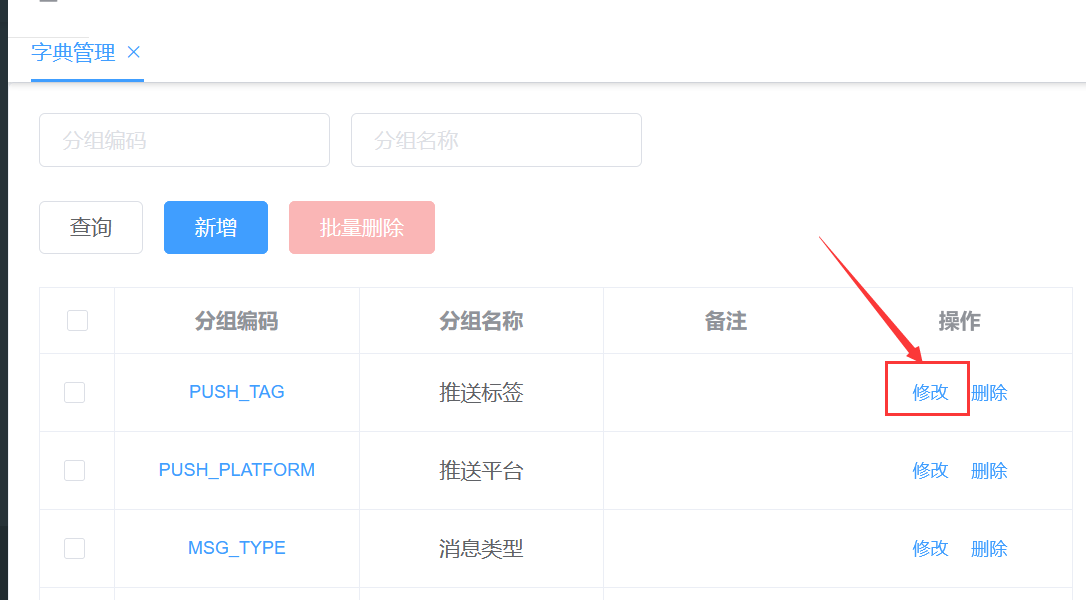 字典管理 ×
分组编码 分组名称
查询 新增 批量删除
分组编码 分组名称 备注 操作
PUSH_TAG 推送标签 修改 删除
PUSH_PLATFORM 推送平台 修改 删除
MSG_TYPE 消息类型 修改 删除